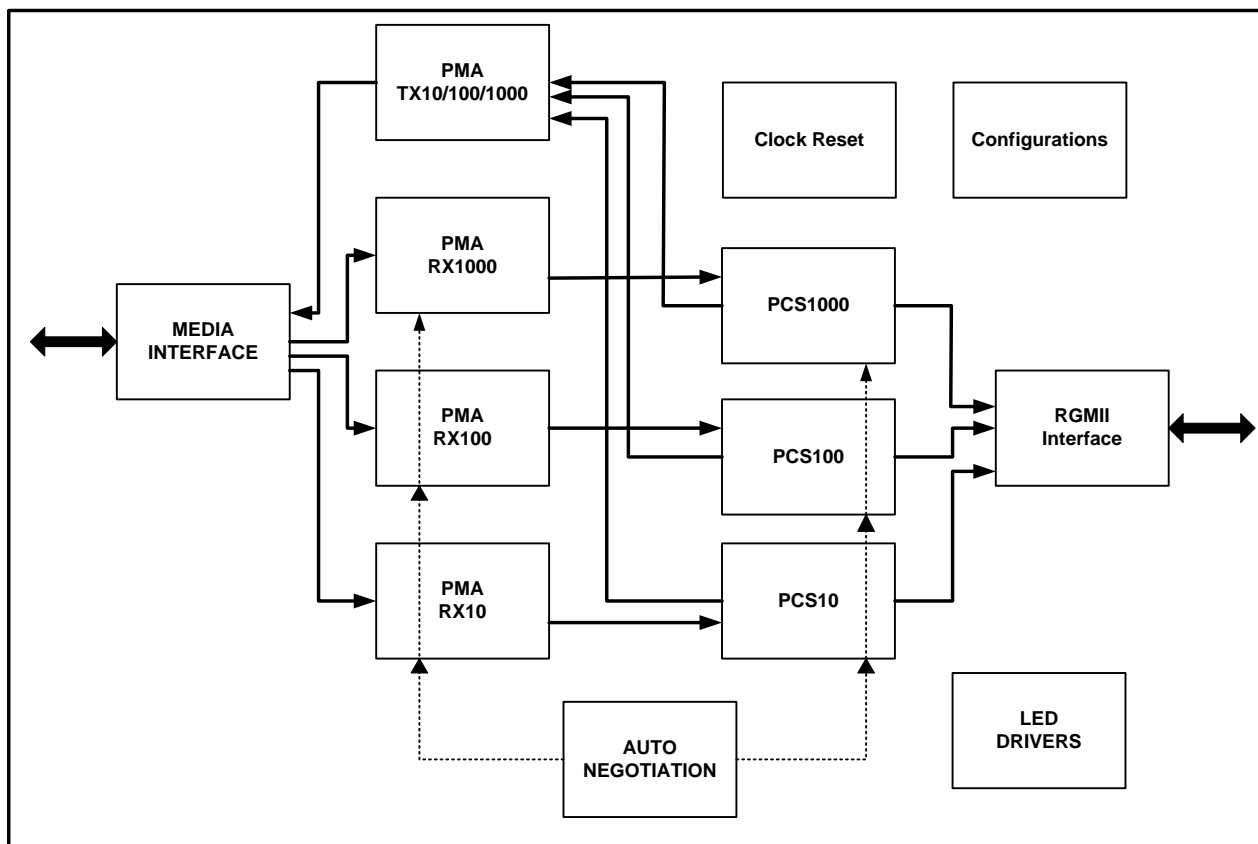 PMA
TX10/100/1000
Clock Reset
Configurations
PMA
RX1000
PCS1000
MEDIA
INTERFACE
PMA
RX100
PCS100
RGMII
Interface
PMA
RX10
PCS10
AUTO
NEGOTIATION
LED
DRIVERS